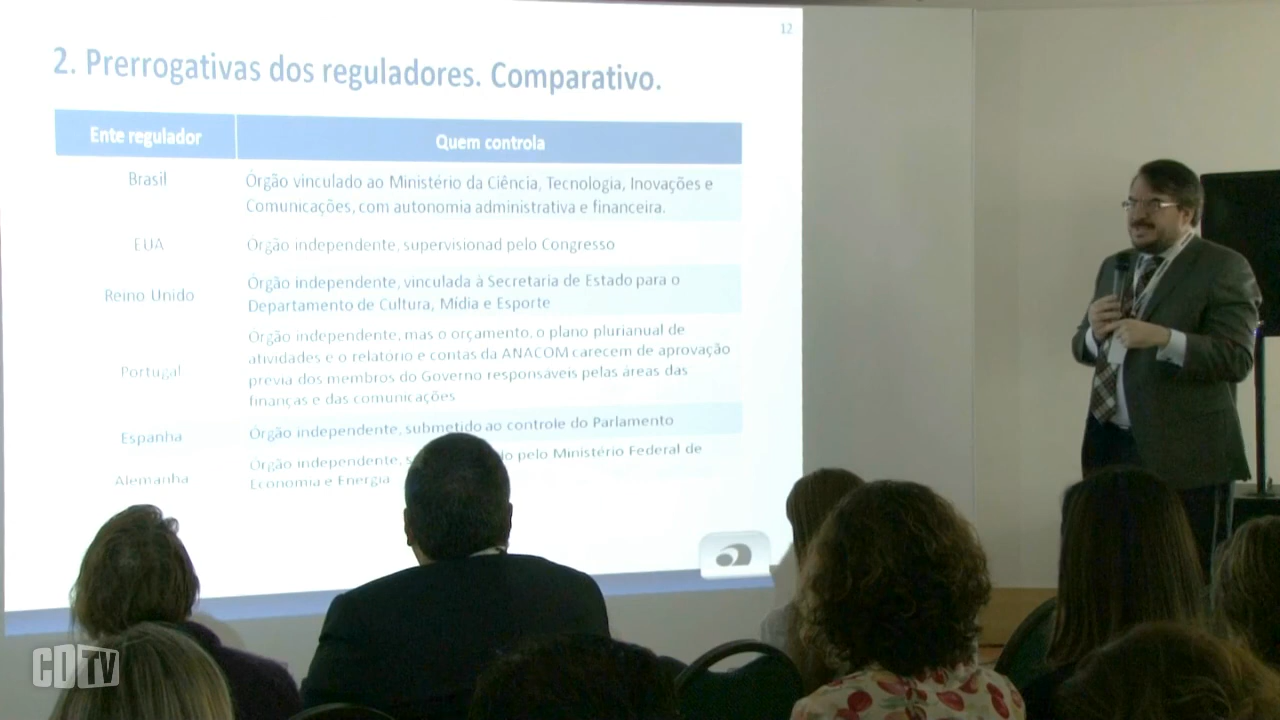 12
2. Prerrogativas dos reguladores. Comparativo.
Ente regulador
Quem controla
Brasil
Órgão vinculado ao Ministério da Ciência, Tecnologia, Inovações e
Comunicações, com autonomia administrativa e financeira.
EUA
Orgão independente, supervisionad pelo Congresso
Reino Unido
Órgão independente, vinculada à Secretaria de Estado para o
Departamento de Cultura, Mídia e Esporte
Portugal
Órgão independente, mas o orçamento, o plano plurianual de
atividades e o relatório e contas da ANACOM carecem de aprovação
previa dos membros do Governo responsáveis pelas áreas das
finanças e das comunicações
Espanha
Órgão independente, submetido ao controle do Parlamento
Alemanha
Órgão independente, pelo Ministério Federal de
Economia e Energia
CDTV